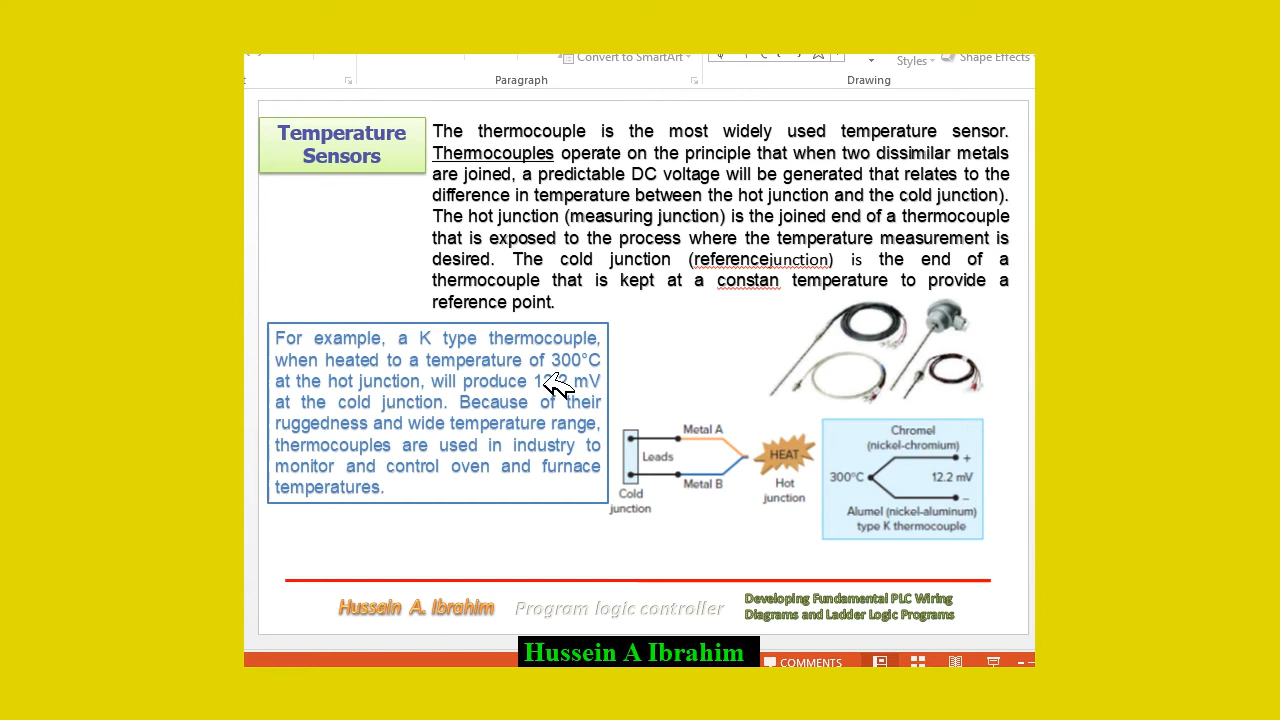 Convert to SmartArt
Styles
Shape Effects
Paragraph
Drawing
Temperature
Sensors
The thermocouple is the most widely used temperature sensor.
Thermocouples operate on the principle that when two dissimilar metals
are joined, a predictable DC voltage will be generated that relates to the
difference in temperature between the hot junction and the cold junction).
The hot junction (measuring junction) is the joined end of a thermocouple
that is exposed to the process where the temperature measurement is
desired. The cold junction (referencejunction) is the end of a
thermocouple that is kept at a constan temperature to provide a
reference point.
For example, a K type thermocouple,
when heated to a temperature of 300°C
at the hot junction, will produce mV
at the cold junction. Because of their
ruggedness and wide temperature range,
thermocouples are used in industry to
monitor and control oven and furnace
temperatures.
Metal A
Leads
Metal B
Cold
junction
HEAT
Hot
junction
Chromel
(nickel-chromium)
+
300°C
12.2 mV
–
Alumel (nickel-aluminum)
type K thermocouple
Hussein A. Ibrahim
Program logic controller
Developing Fundamental PLC Wiring
Diagrams and Ladder Logic Programs
Hussein A Ibrahim
COMMENTS